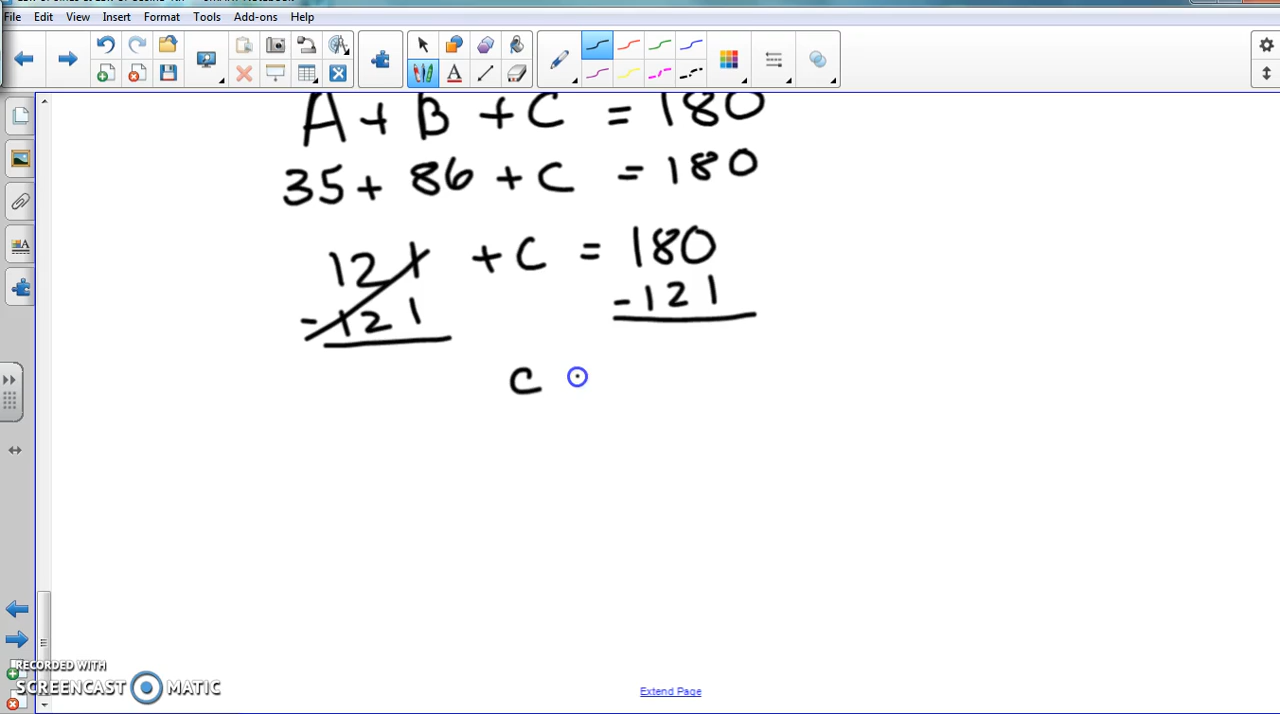 File Edit View Insert Format Tools Add-ons Help
A + B + C = 180
35 + 86 + C = 180
121 + C = 180
-121 -121
C
RECORDED WITH
SCREENCAST MATIC
Extend Page